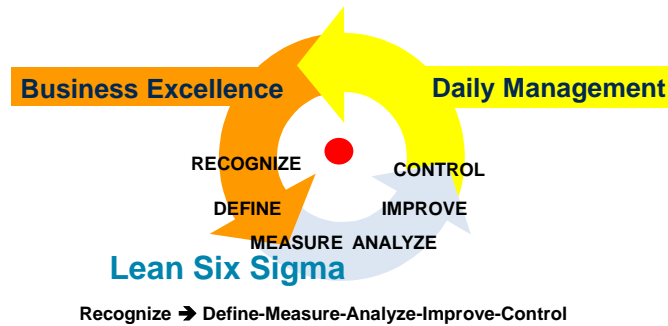 Business Excellence
Daily Management
RECOGNIZE
CONTROL
DEFINE
IMPROVE
MEASURE ANALYZE
Lean Six Sigma
Recognize ➔ Define-Measure-Analyze-Improve-Control